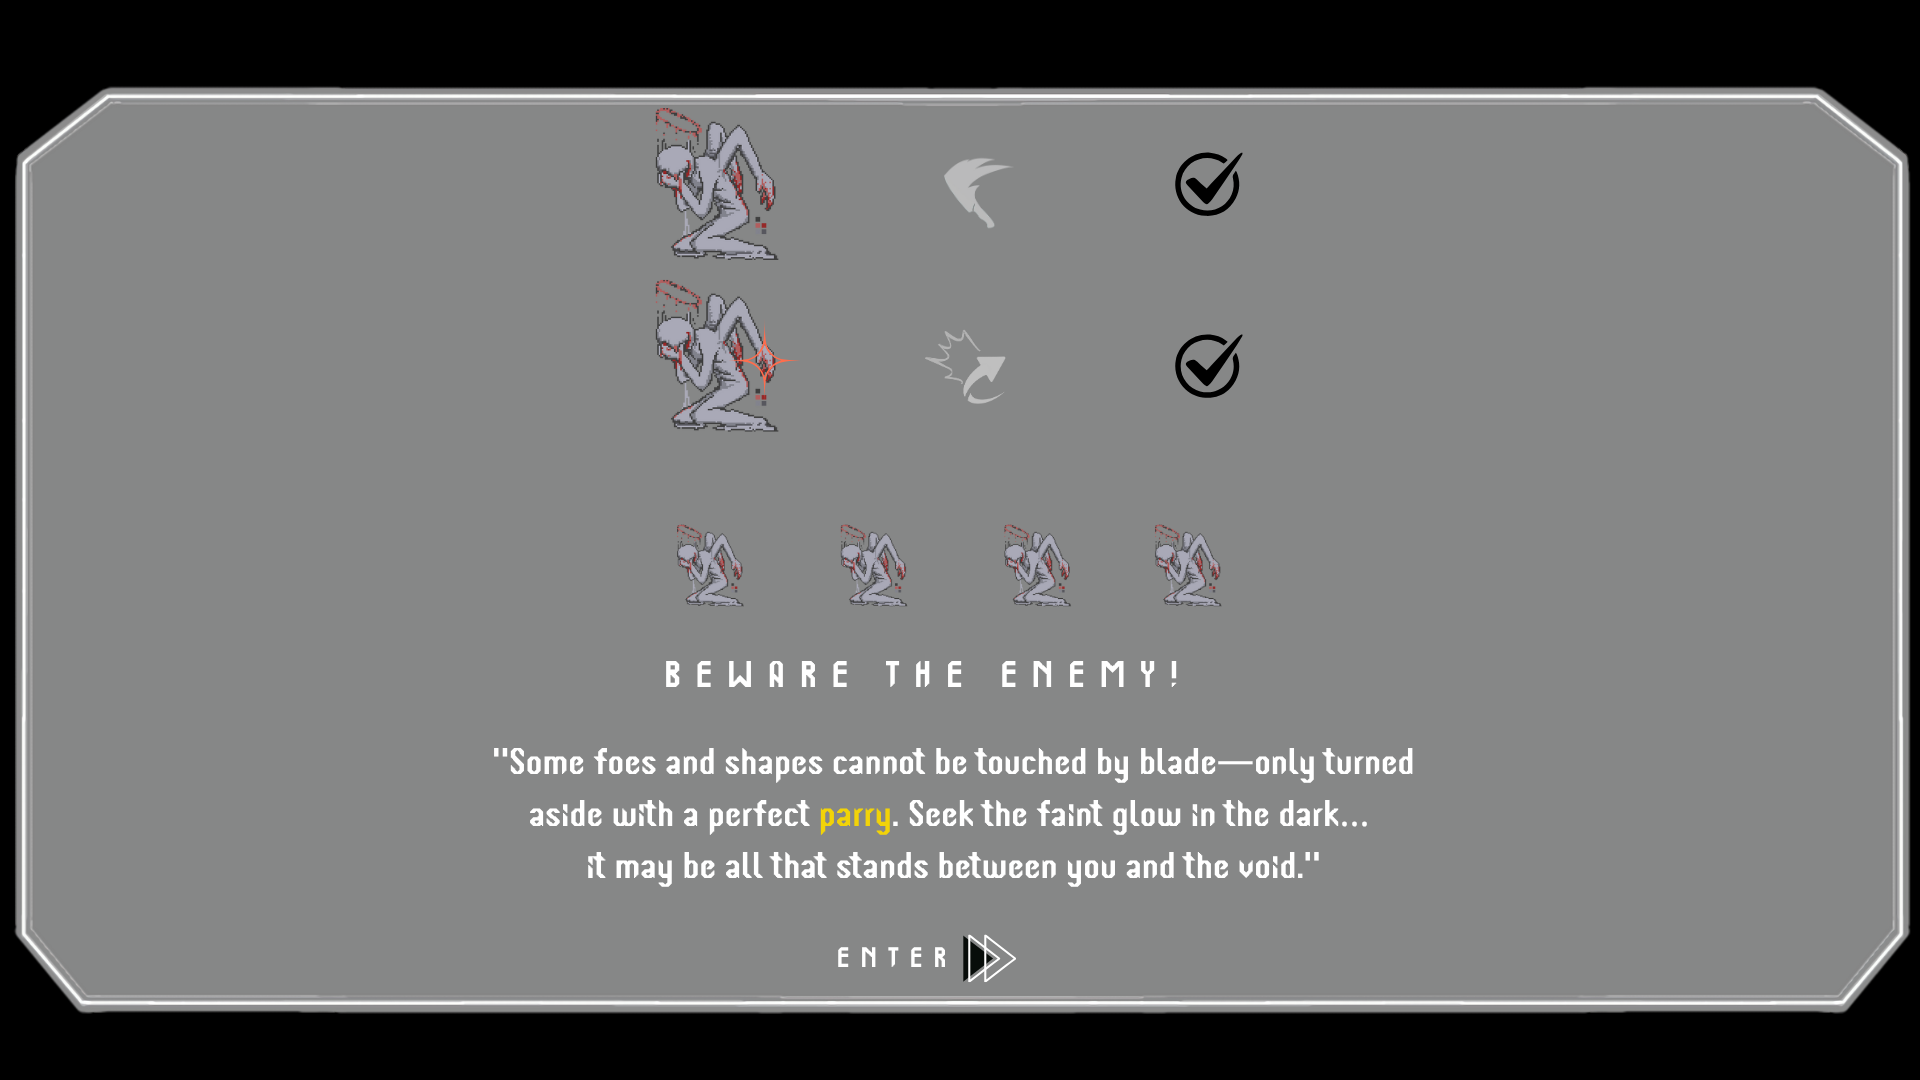 BEWARE THE ENEMY!
"Some foes and shapes cannot be touched by blade—only turned
aside with a perfect parry. Seek the faint glow in the dark...
it may be all that stands between you and the void."
ENTER